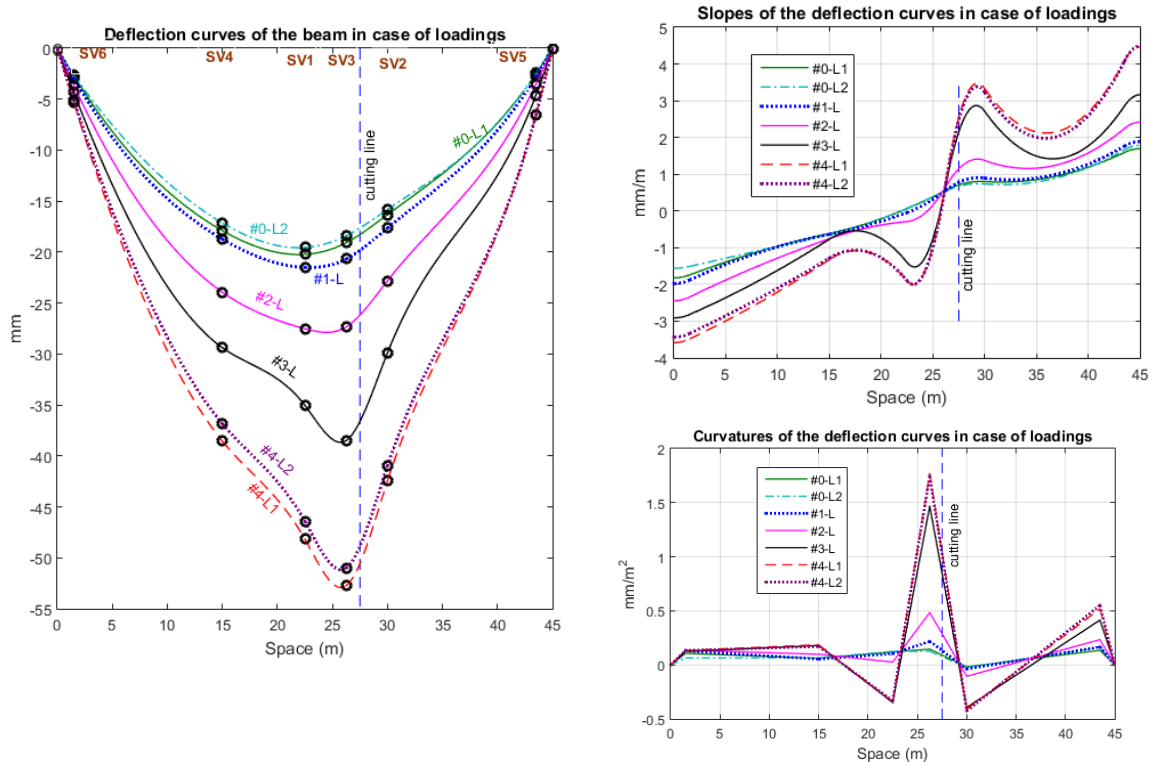 Deflection curves of the beam in case of loadings
SV6
SV4
SV1
SV3
SV2
SV5
0
-5
-10
-15
-20
-25
-30
-35
-40
-45
-50
-55
mm
cutting line
#0-L1
#0-L2
#1-L
#2-L
#3-L
#4-L2
#4-L1
0 5 10 15 20 25 30 35 40 45
Space (m)
Slopes of the deflection curves in case of loadings
5
4
3
2
1
0
-1
-2
-3
-4
mm/m
#0-L1
#0-L2
#1-L
#2-L
#3-L
#4-L1
#4-L2
cutting line
0 5 10 15 20 25 30 35 40 45
Space (m)
Curvatures of the deflection curves in case of loadings
2
1.5
1
0.5
0
-0.5
mm/m²
#0-L1
#0-L2
#1-L
#2-L
#3-L
#4-L1
#4-L2
cutting line
0 5 10 15 20 25 30 35 40 45
Space (m)